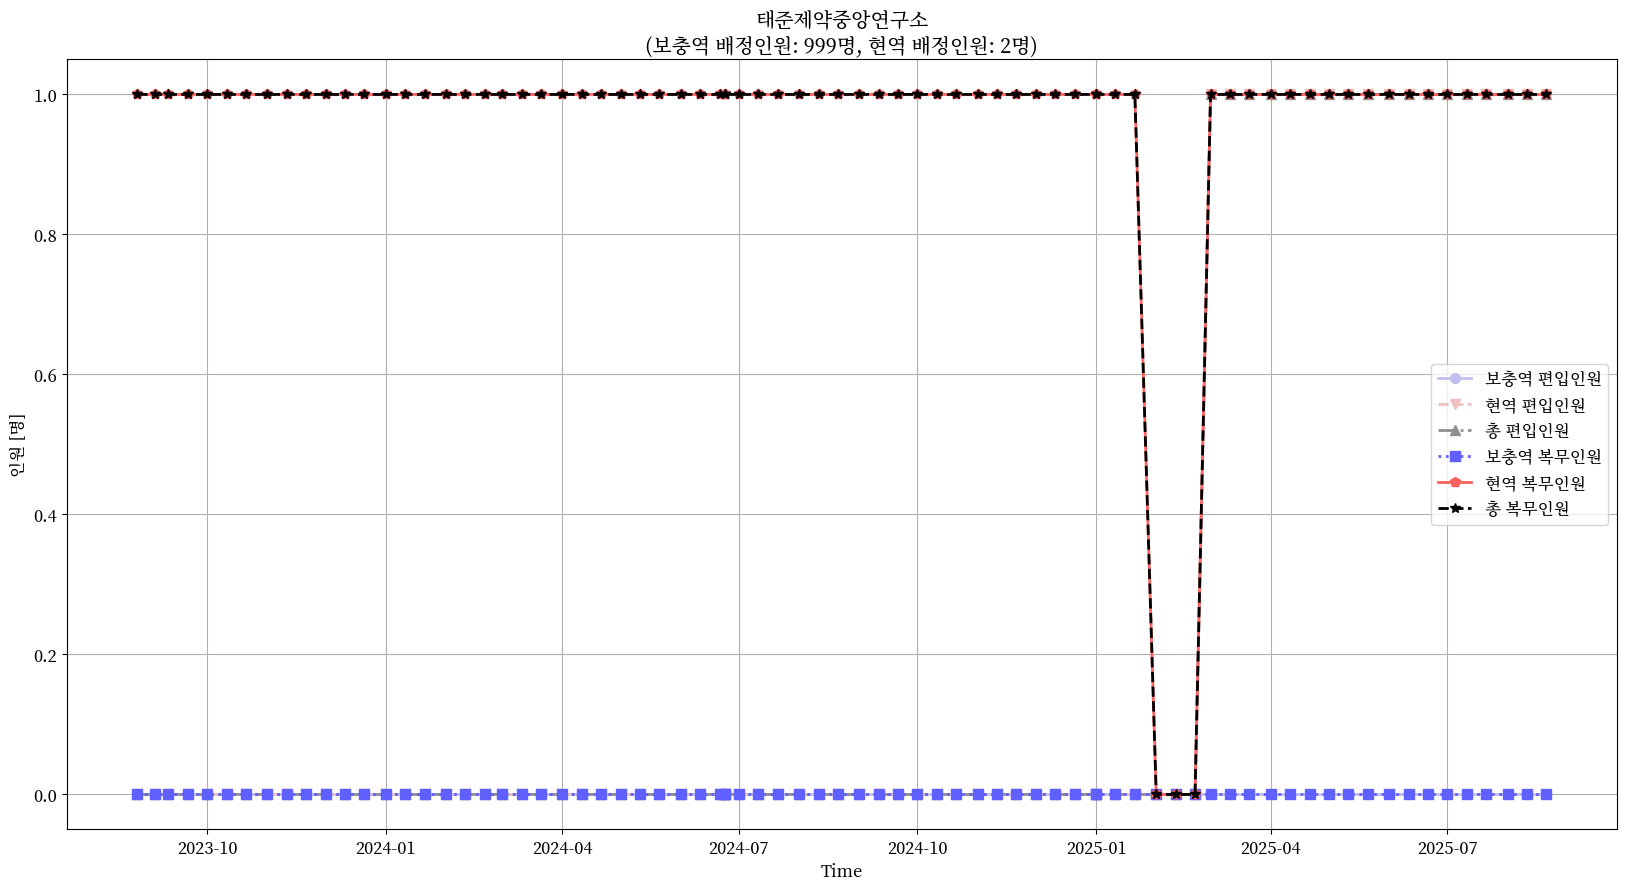 태준제약중앙연구소
(보충역 배정인원: 999명, 현역 배정인원: 2명)
1.0
0.8
0.6
0.4
0.2
0.0
인원 [명]
보충역 편입인원
현역 편입인원
총 편입인원
보충역 복무인원
현역 복무인원
총 복무인원
2023-10
2024-01
2024-04
2024-07
2024-10
2025-01
2025-04
2025-07
Time